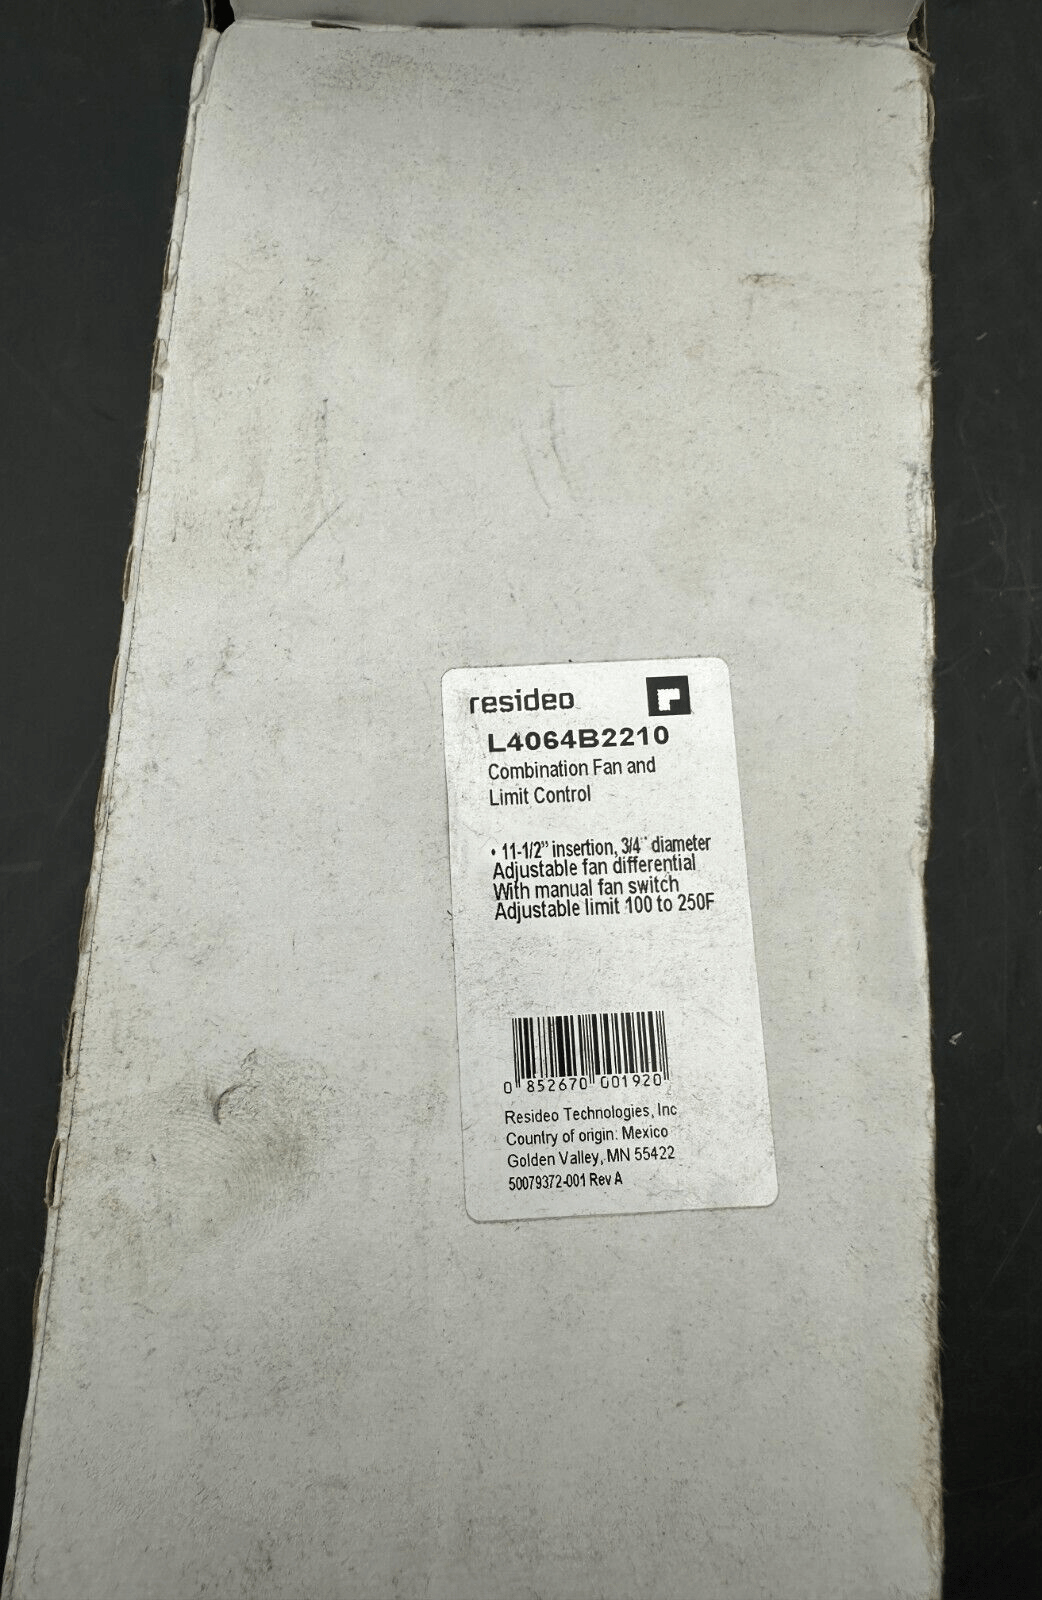 resideo
L4064B2210
Combination Fan and
Limit Control
• 11-1/2" insertion, 3/4" diameter
Adjustable fan differential
With manual fan switch
Adjustable limit 100 to 250F
0 852670 001920
Resideo Technologies, Inc
Country of origin: Mexico
Golden Valley, MN 55422
50079372-001 Rev A